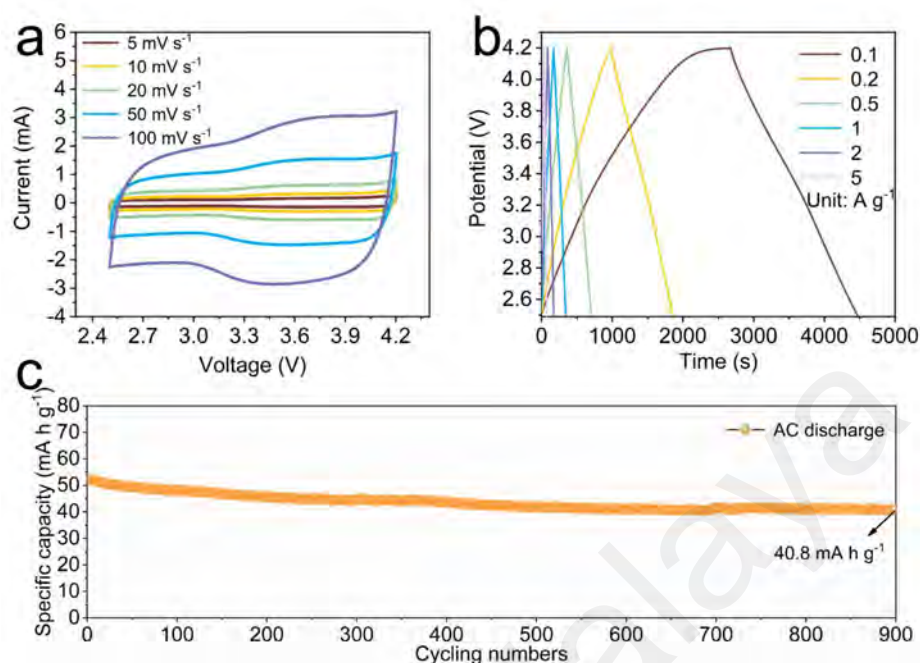 a
5 mV s⁻¹
10 mV s⁻¹
20 mV s⁻¹
50 mV s⁻¹
100 mV s⁻¹
6
5
4
3
2
1
0
-1
-2
-3
-4
Current (mA)
2.4 2.7 3.0 3.3 3.6 3.9 4.2
Voltage (V)
b
0.1
0.2
0.5
1
2
5
Unit: A g⁻¹
4.2
4.0
3.8
3.6
3.4
3.2
3.0
2.8
2.6
Potential (V)
0 1000 2000 3000 4000 5000
Time (s)
c
80
70
60
50
40
30
20
10
0
Specific capacity (mA h g⁻¹)
AC discharge
40.8 mA h g⁻¹
0 100 200 300 400 500 600 700 800 900
Cycling numbers
alaya